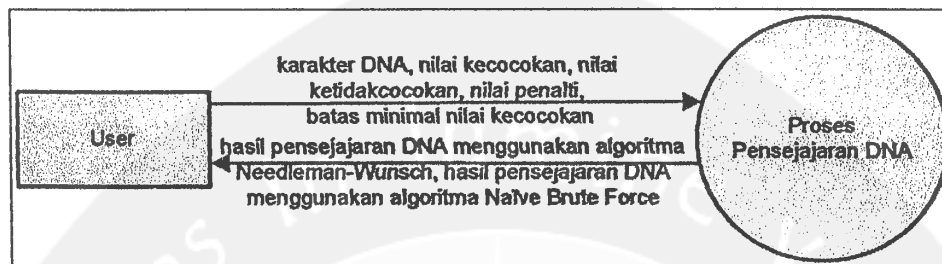 User
karakter DNA, nilai kecocokan, nilai
ketidakcocokan, nilai penalti,
batas minimal nilai kecocokan
hasil pensejajaran DNA menggunakan algoritma
Needleman-Wunsch, hasil pensejajaran DNA
menggunakan algoritma Naïve Brute Force
Proses
Pensejajaran DNA